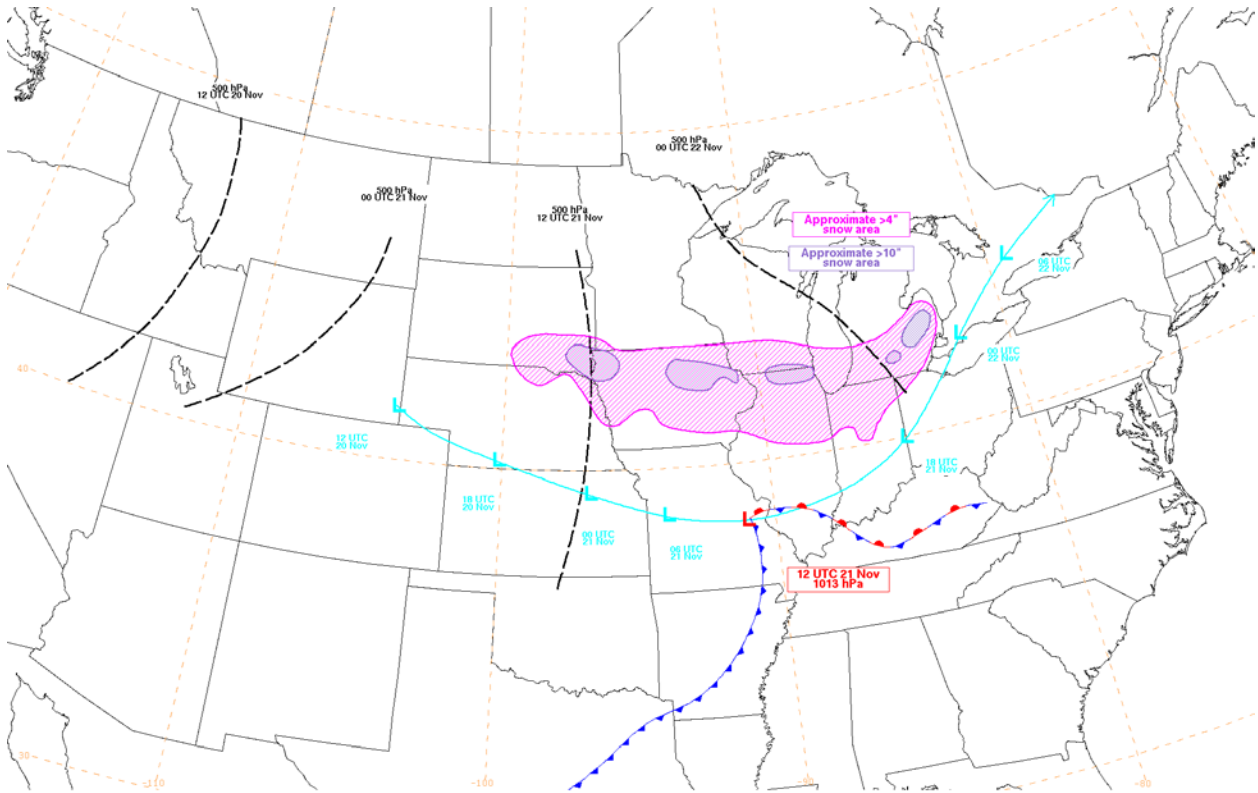 500 hPa
12 UTC 20 Nov
500 hPa
00 UTC 22 Nov
500 hPa
00 UTC 21 Nov
500 hPa
12 UTC 21 Nov
Approximate >4"
snow area
Approximate >10"
snow area
06 UTC
22 Nov
00 UTC
22 Nov
40
L
L
L
L
L
L
L
L
12 UTC
20 Nov
18 UTC
21 Nov
18 UTC
20 Nov
00 UTC
21 Nov
06 UTC
21 Nov
12 UTC 21 Nov
1013 hPa
30
-110
-100
-90
-80